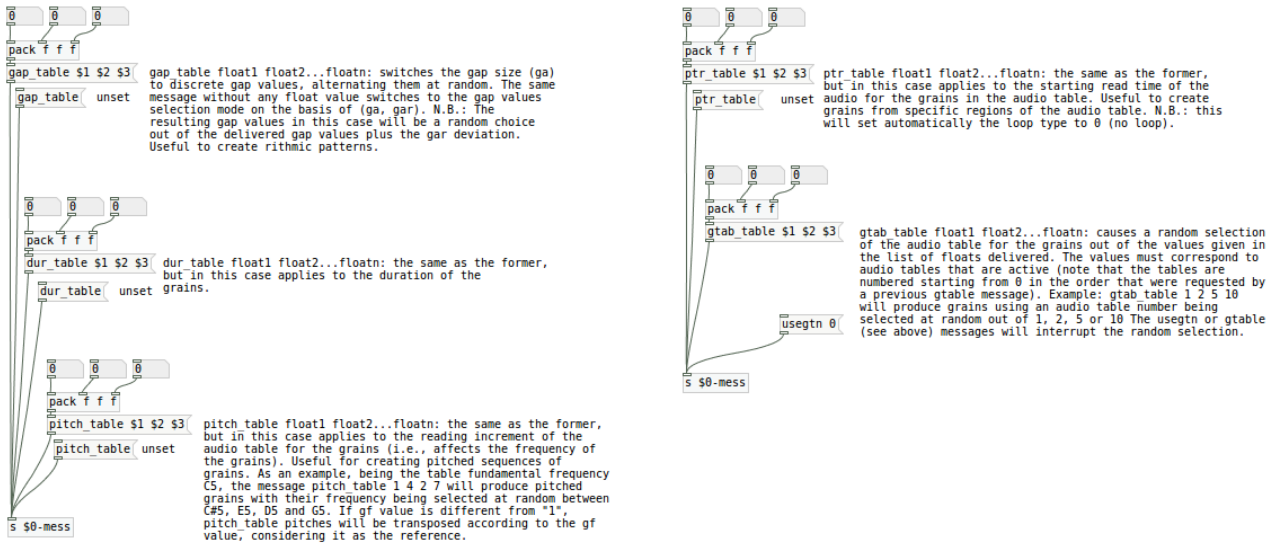 0 0 0
pack f f f
gap_table $1 $2 $3
gap_table unset
gap_table float1 float2...floatn: switches the gap size (ga)
to discrete gap values, alternating them at random. The same
message without any float value switches to the gap values
selection mode on the basis of (ga, gar). N.B.: The
resulting gap values in this case will be a random choice
out of the delivered gap values plus the gar deviation.
Useful to create rithmic patterns.
0 0 0
pack f f f
dur_table $1 $2 $3
dur_table unset
dur_table float1 float2...floatn: the same as the former,
but in this case applies to the duration of the
grains.
0 0 0
pack f f f
pitch_table $1 $2 $3
pitch_table unset
pitch_table float1 float2...floatn: the same as the former,
but in this case applies to the reading increment of the
audio table for the grains (i.e., affects the frequency of
the grains). Useful for creating pitched sequences of
grains. As an example, being the table fundamental frequency
C5, the message pitch_table 1 4 2 7 will produce pitched
grains with their frequency being selected at random between
C#5, E5, D5 and G5. If gf value is different from "1",
pitch_table pitches will be transposed according to the gf
value, considering it as the reference.
s $0-mess
0 0 0
pack f f f
ptr_table $1 $2 $3
ptr_table unset
ptr_table float1 float2...floatn: the same as the former,
but in this case applies to the starting read time of the
audio for the grains in the audio table. Useful to create
grains from specific regions of the audio table. N.B.: this
will set automatically the loop type to 0 (no loop).
0 0 0
pack f f f
gtab_table $1 $2 $3
gtab_table float1 float2...floatn: causes a random selection
of the audio table for the grains out of the values given in
the list of floats delivered. The values must correspond to
audio tables that are active (note that the tables are
numbered starting from 0 in the order that were requested by
a previous gtable message). Example: gtab_table 1 2 5 10
will produce grains using an audio table number being
selected at random out of 1, 2, 5 or 10 The usegtn or gtable
(see above) messages will interrupt the random selection.
usegtn 0
s $0-mess